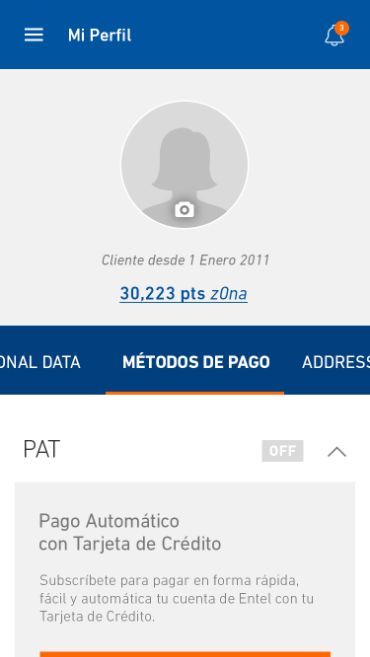 Mi Perfil
3
Cliente desde 1 Enero 2011
30,223 pts z0na
ONAL DATA
MÉTODOS DE PAGO
ADDRESS
PAT
OFF
Pago Automático
con Tarjeta de Crédito
Subscríbete para pagar en forma rápida,
fácil y automática tu cuenta de Entel con tu
Tarjeta de Crédito.